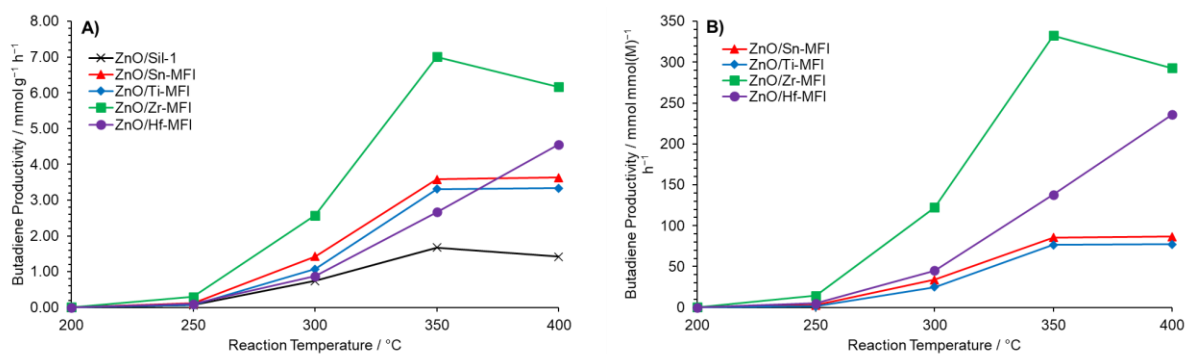 A)
Butadiene Productivity / mmol g⁻¹ h⁻¹
8.00
7.00
6.00
5.00
4.00
3.00
2.00
1.00
0.00
ZnO/Sil-1
ZnO/Sn-MFI
ZnO/Ti-MFI
ZnO/Zr-MFI
ZnO/Hf-MFI
200 250 300 350 400
Reaction Temperature / °C
B)
Butadiene Productivity / mmol mmol(M)⁻¹
h⁻¹
350
300
250
200
150
100
50
0
ZnO/Sn-MFI
ZnO/Ti-MFI
ZnO/Zr-MFI
ZnO/Hf-MFI
200 250 300 350 400
Reaction Temperature / °C